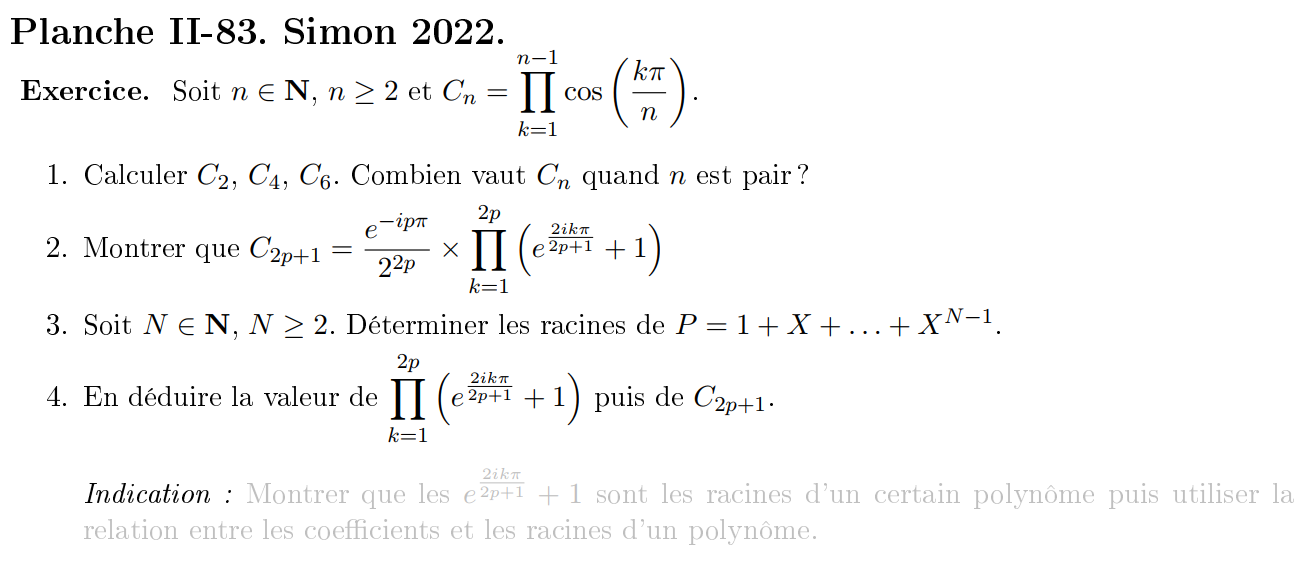 Planche II-83. Simon 2022.
Exercice. Soit $n \in \mathbf{N}$, $n \geq 2$ et $C_n = \prod_{k=1}^{n-1} \cos\left(\frac{k\pi}{n}\right)$.
1. Calculer $C_2$, $C_4$, $C_6$. Combien vaut $C_n$ quand $n$ est pair ?
2. Montrer que $C_{2p+1} = \frac{e^{-ip\pi}}{2^{2p}} \times \prod_{k=1}^{2p} \left(e^{\frac{2ik\pi}{2p+1}} + 1\right)$
3. Soit $N \in \mathbf{N}$, $N \geq 2$. Déterminer les racines de $P = 1 + X + \ldots + X^{N-1}$.
4. En déduire la valeur de $\prod_{k=1}^{2p} \left(e^{\frac{2ik\pi}{2p+1}} + 1\right)$ puis de $C_{2p+1}$.
Indication : Montrer que les $e^{\frac{2ik\pi}{2p+1}} + 1$ sont les racines d'un certain polynôme puis utiliser la
relation entre les coefficients et les racines d'un polynôme.